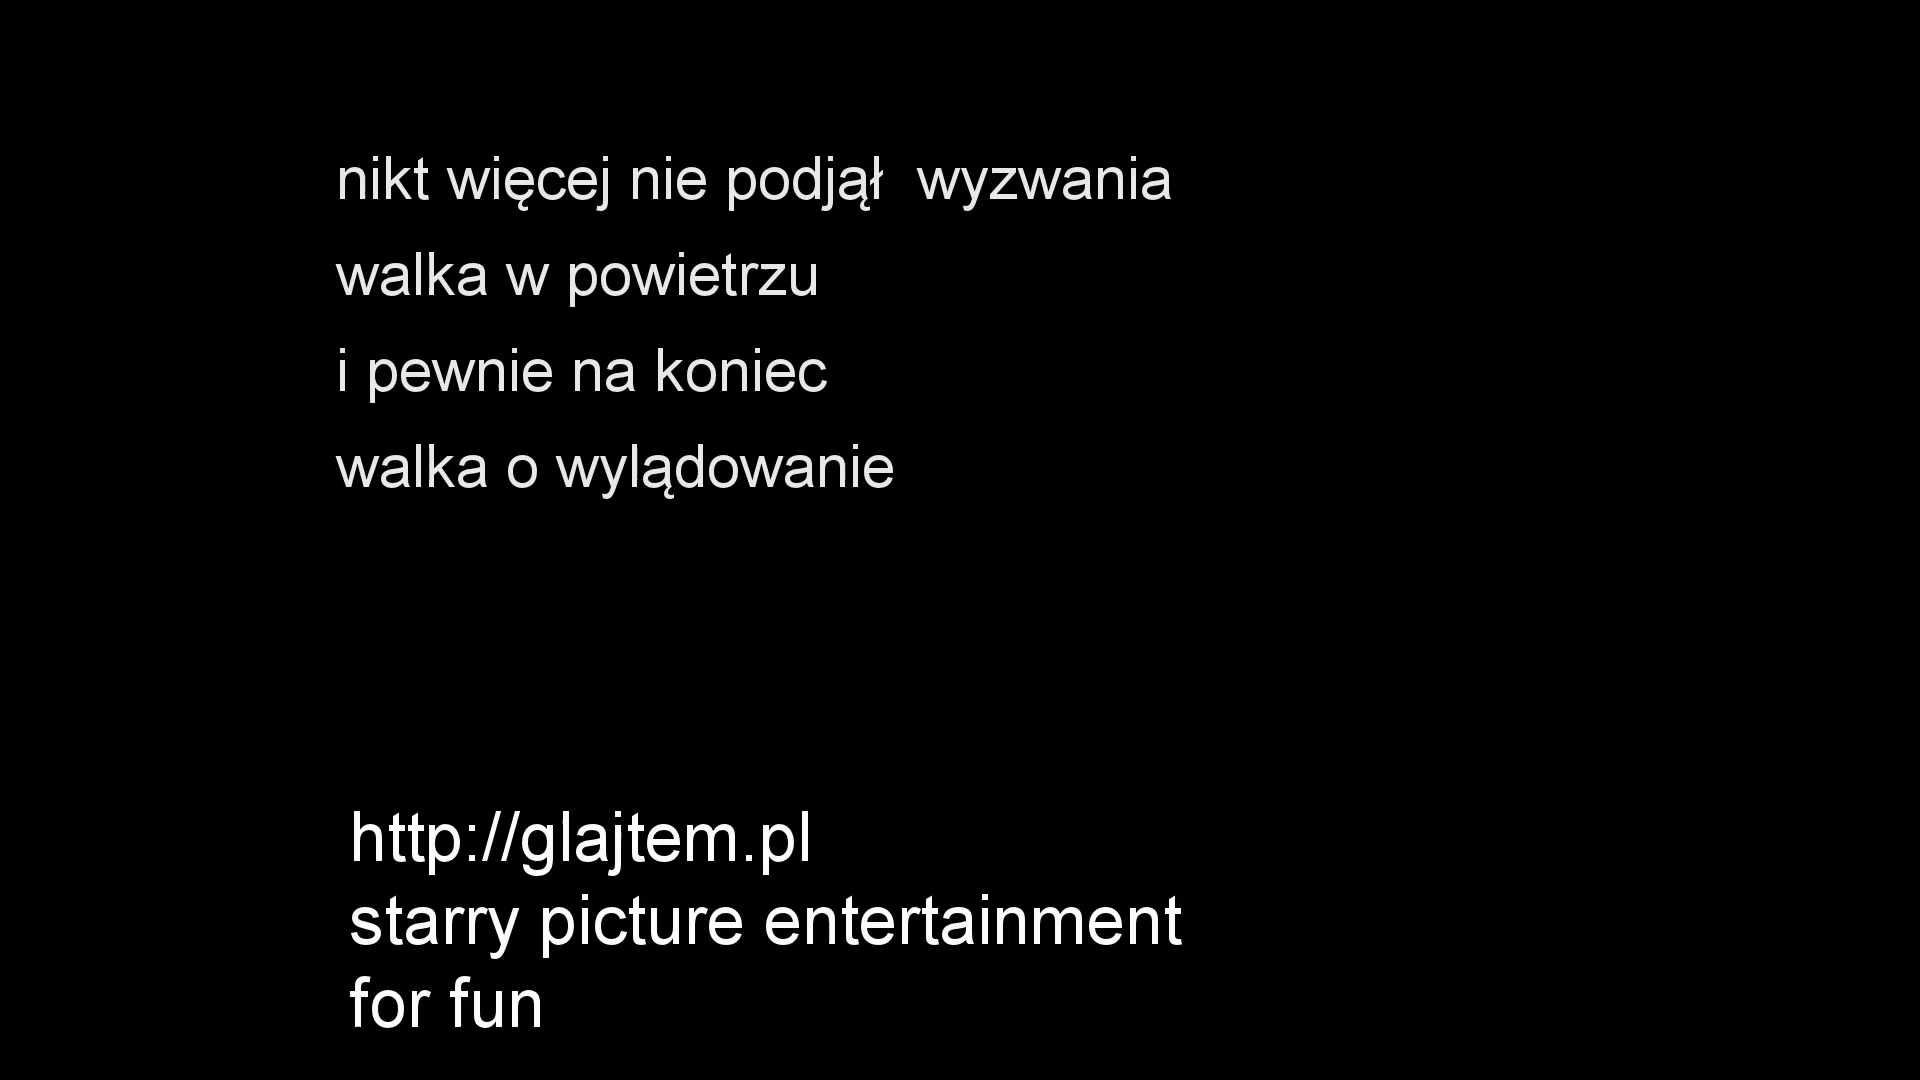 nikt więcej nie podjął  wyzwania
walka w powietrzu
i pewnie na koniec
walka o wylądowanie
http://glajtem.pl
starry picture entertainment
for fun